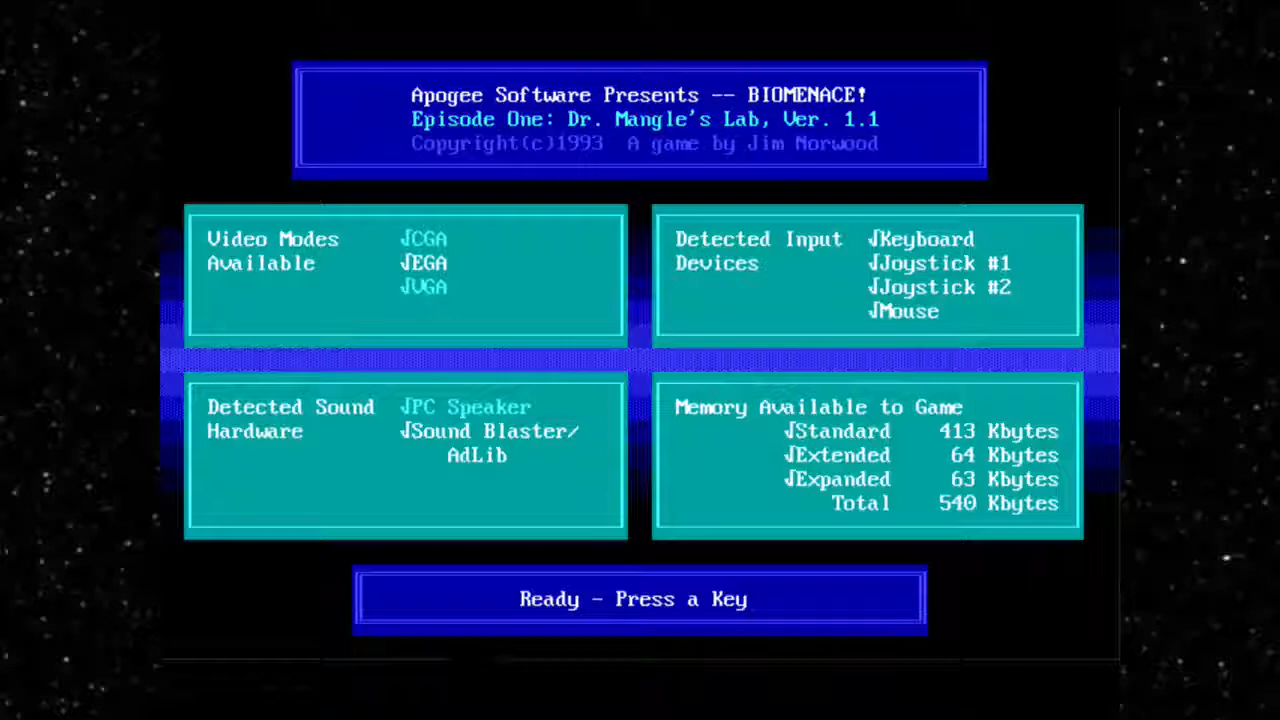 Apogee Software Presents -- BIOMENACE!
Episode One: Dr. Mangle's Lab, Ver. 1.1
Copyright(c)1993 A game by Jim Norwood
Video Modes √CGA
Available √EGA
√VGA
Detected Input √Keyboard
Devices √Joystick #1
√Joystick #2
√Mouse
Detected Sound √PC Speaker
Hardware √Sound Blaster/
AdLib
Memory Available to Game
√Standard 413 Kbytes
√Extended 64 Kbytes
√Expanded 63 Kbytes
Total 540 Kbytes
Ready - Press a Key